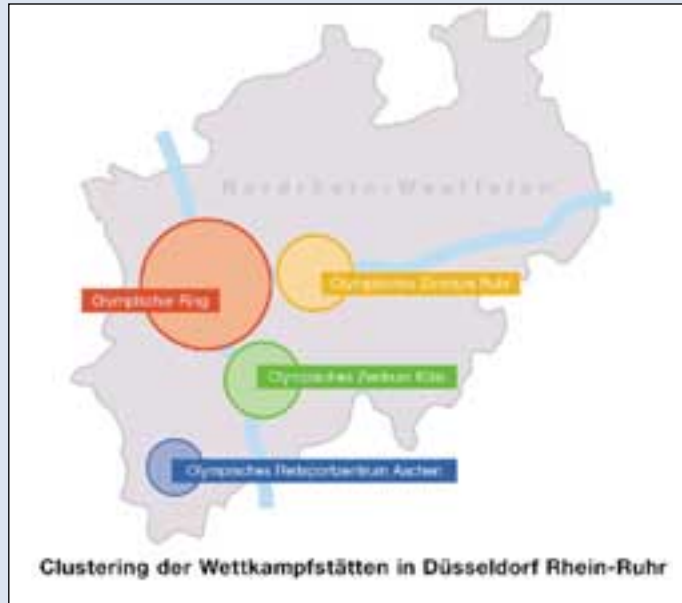 Nordrhein-Westfalen
Olympisches Zentrum Ruhr
Olympischer Ring
Olympisches Zentrum Köln
Olympisches Reitsportzentrum Aachen
Clustering der Wettkampfstätten in Düsseldorf Rhein-Ruhr